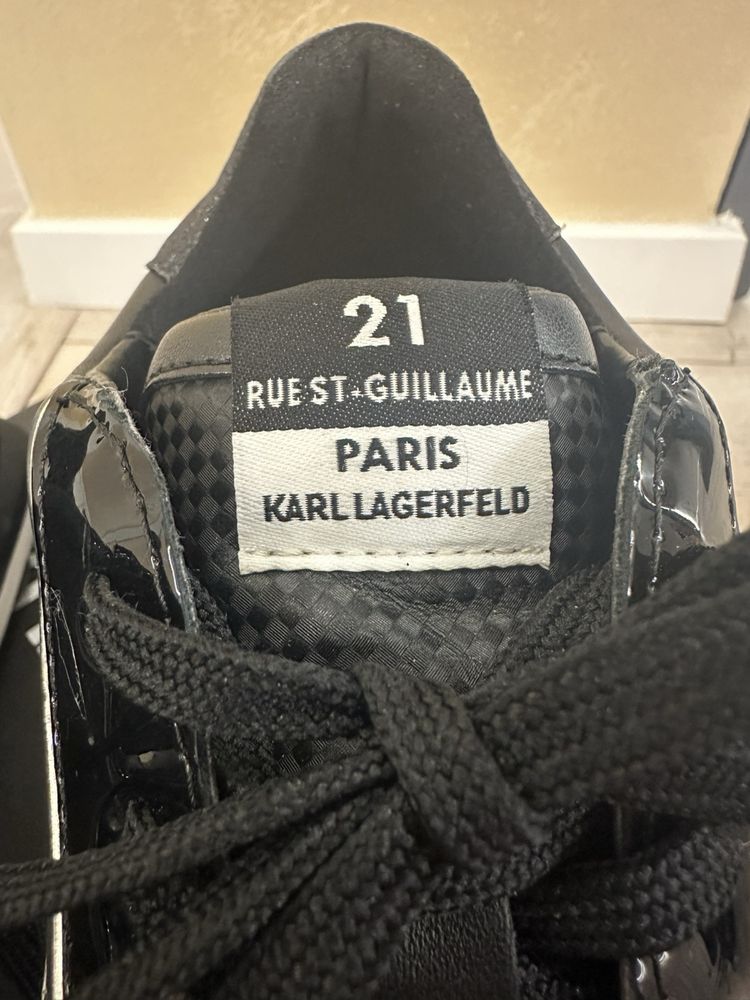 21
RUE ST-GUILLAUME
PARIS
KARL LAGERFELD